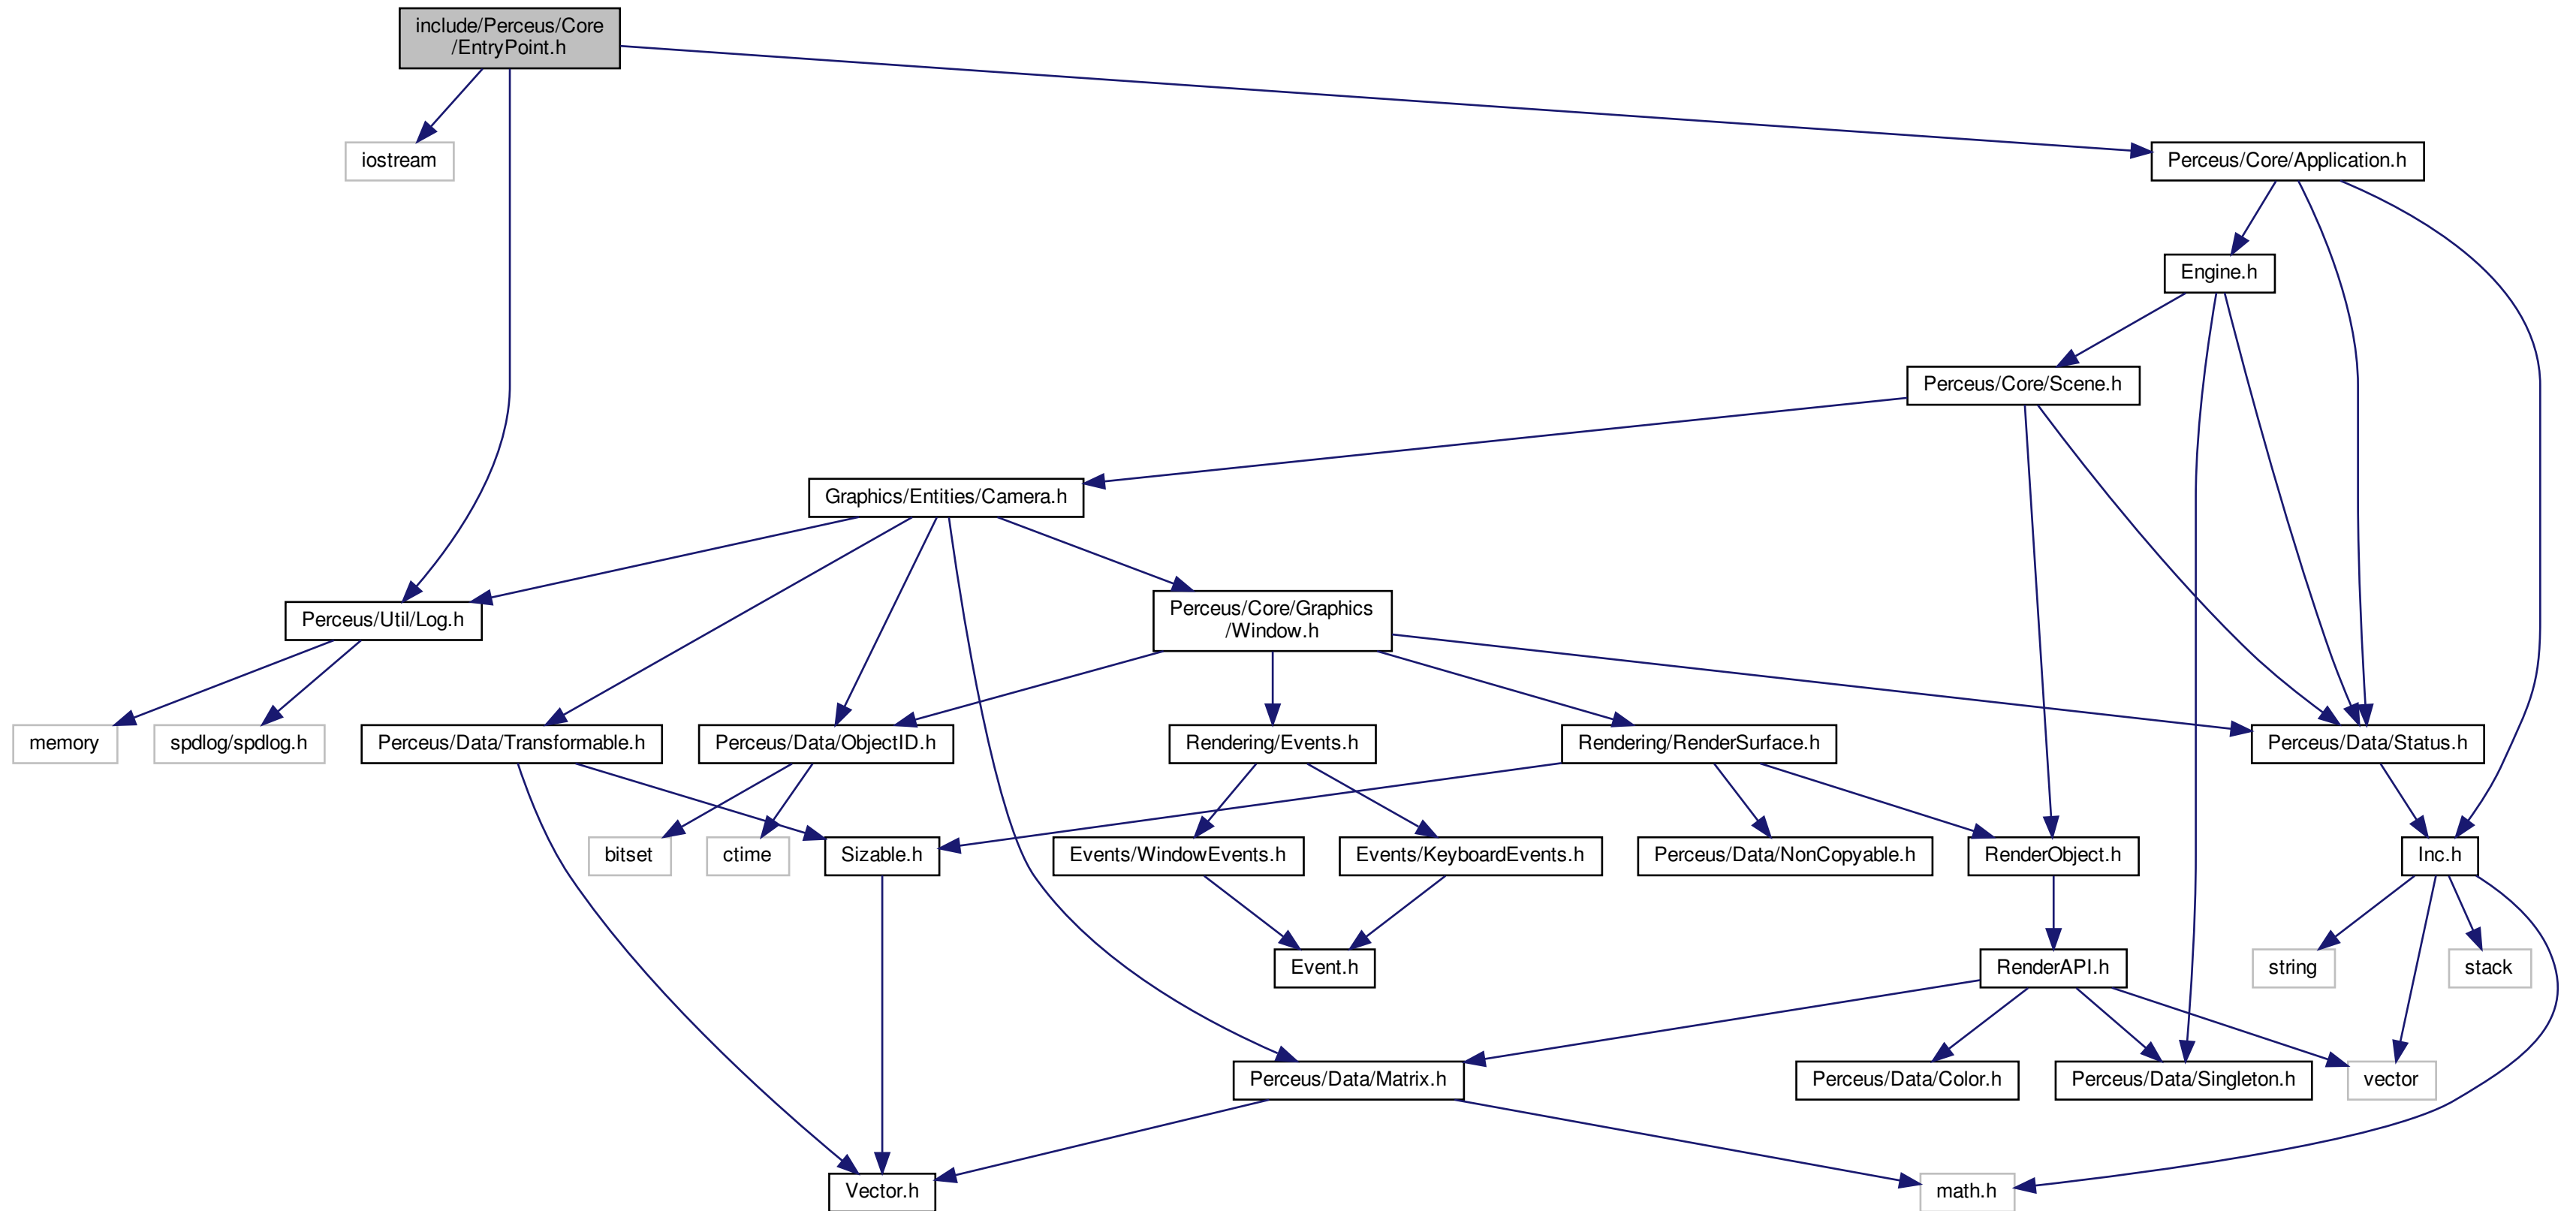 include/Perceus/Core
/EntryPoint.h
iostream
Perceus/Core/Application.h
Engine.h
Perceus/Core/Scene.h
Graphics/Entities/Camera.h
Perceus/Util/Log.h
Perceus/Core/Graphics
/Window.h
memory
spdlog/spdlog.h
Perceus/Data/Transformable.h
Perceus/Data/ObjectID.h
Rendering/Events.h
Rendering/RenderSurface.h
Perceus/Data/Status.h
bitset
ctime
Sizable.h
Events/WindowEvents.h
Events/KeyboardEvents.h
Perceus/Data/NonCopyable.h
RenderObject.h
Inc.h
Event.h
RenderAPI.h
string
stack
Perceus/Data/Matrix.h
Perceus/Data/Color.h
Perceus/Data/Singleton.h
vector
Vector.h
math.h